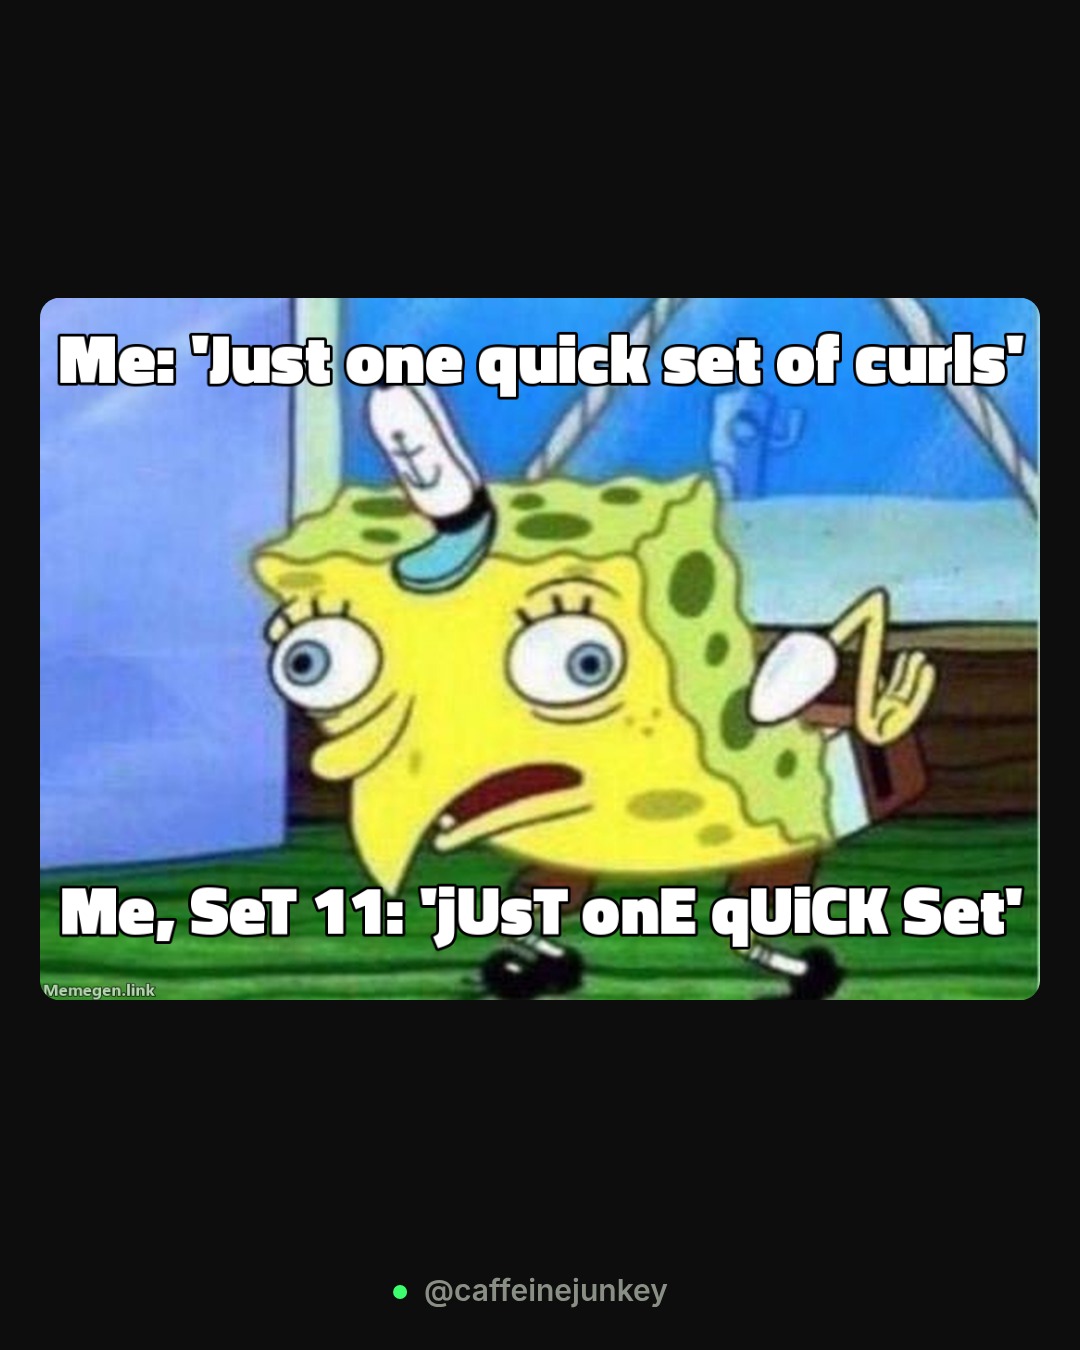 Me: 'Just one quick set of curls'
Me, SeT 11: 'jUsT onE qUiCK Set'
Memegen.link
@caffeinejunkey